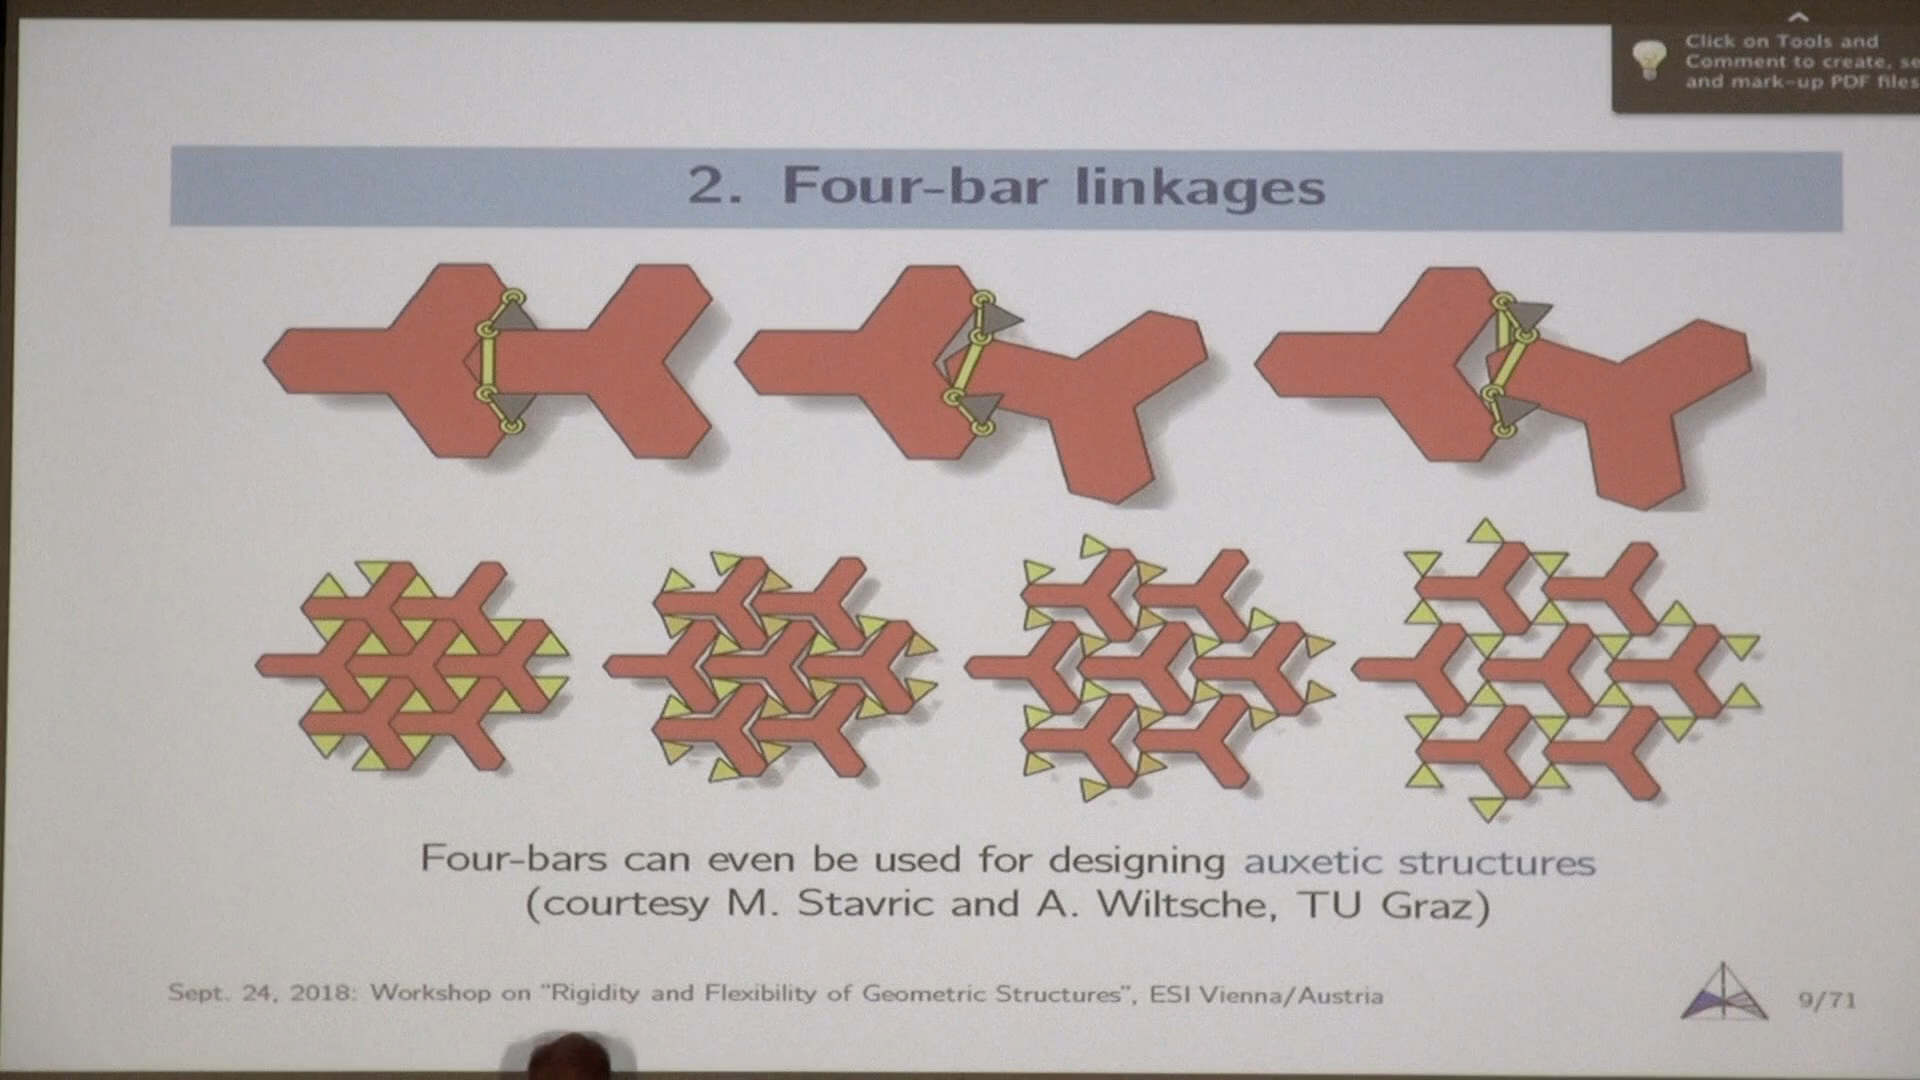 Click on Tools and
Comment to create, se
and mark-up PDF files
2. Four-bar linkages
Four-bars can even be used for designing auxetic structures
(courtesy M. Stavric and A. Wiltsche, TU Graz)
Sept. 24, 2018: Workshop on "Rigidity and Flexibility of Geometric Structures", ESI Vienna/Austria
9/71